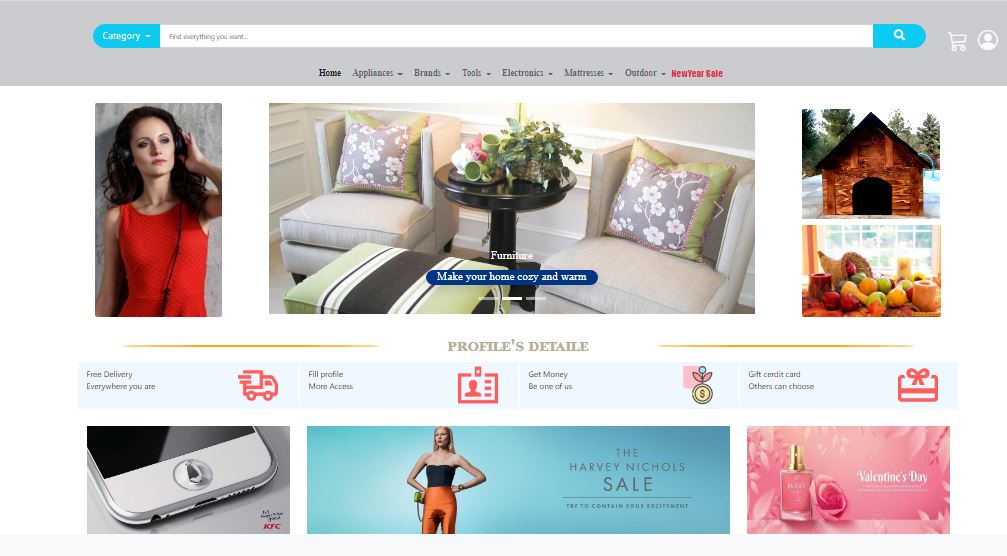 Category
Find everything you want...
Home Appliances Brands Tools Electronics Mattresses Outdoor NewYear Sale
Furniture
Make your home cozy and warm
PROFILE'S DETAILE
Free Delivery
Everywhere you are
Fill profile
More Access
Get Money
Be one of us
Gift cerdit card
Others can choose
KFC
THE
HARVEY NICHOLS
SALE
TRY TO CONTAIN YOUR EXCITEMENT
Valentine's Day